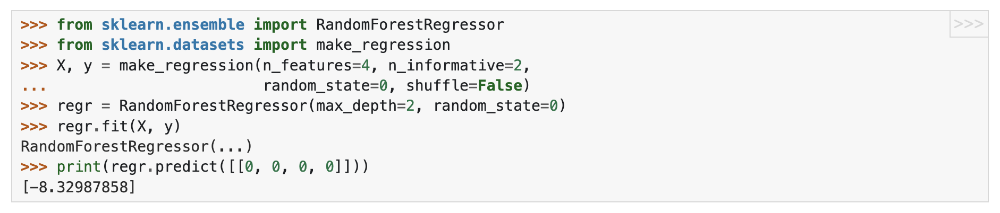 >>> from sklearn.ensemble import RandomForestRegressor
>>>
>>> from sklearn.datasets import make_regression
>>> X, y = make_regression(n_features=4, n_informative=2,
...                        random_state=0, shuffle=False)
>>> regr = RandomForestRegressor(max_depth=2, random_state=0)
>>> regr.fit(X, y)
RandomForestRegressor(...)
>>> print(regr.predict([[0, 0, 0, 0]]))
[-8.32987858]